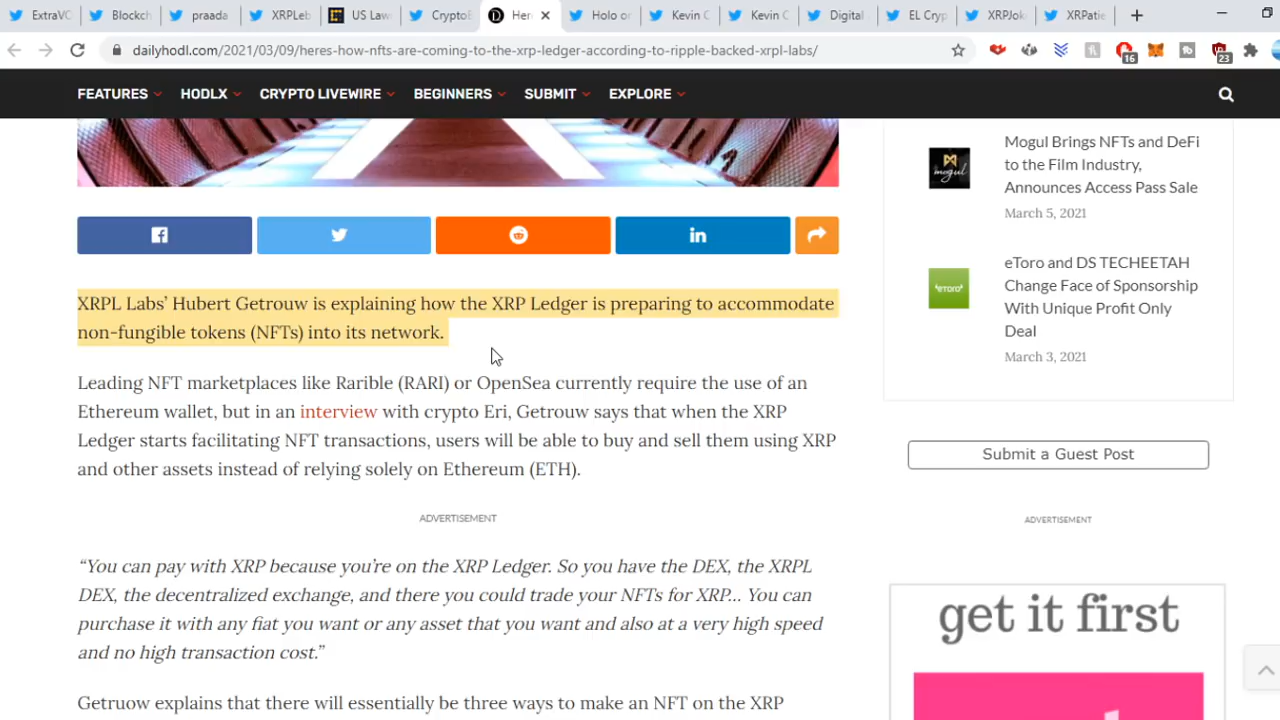 ExtraVO
Blockch
praada
XRPLeb
US Law
CryptoE
Her
Holo or
Kevin C
Kevin C
Digital
EL Cryp
XRPJok
XRPatie
dailyhodl.com/2021/03/09/heres-how-nfts-are-coming-to-the-xrp-ledger-according-to-ripple-backed-xrpl-labs/
16
23
FEATURES HODLX CRYPTO LIVEWIRE BEGINNERS SUBMIT EXPLORE
XRPL Labs’ Hubert Getrouw is explaining how the XRP Ledger is preparing to accommodate
non-fungible tokens (NFTs) into its network.
Leading NFT marketplaces like Rarible (RARI) or OpenSea currently require the use of an
Ethereum wallet, but in an interview with crypto Eri, Getrouw says that when the XRP
Ledger starts facilitating NFT transactions, users will be able to buy and sell them using XRP
and other assets instead of relying solely on Ethereum (ETH).
ADVERTISEMENT
“You can pay with XRP because you’re on the XRP Ledger. So you have the DEX, the XRPL
DEX, the decentralized exchange, and there you could trade your NFTs for XRP… You can
purchase it with any fiat you want or any asset that you want and also at a very high speed
and no high transaction cost.”
Getruow explains that there will essentially be three ways to make an NFT on the XRP
mogul
Mogul Brings NFTs and DeFi
to the Film Industry,
Announces Access Pass Sale
March 5, 2021
eToro
eToro and DS TECHEETAH
Change Face of Sponsorship
With Unique Profit Only
Deal
March 3, 2021
Submit a Guest Post
ADVERTISEMENT
get it first